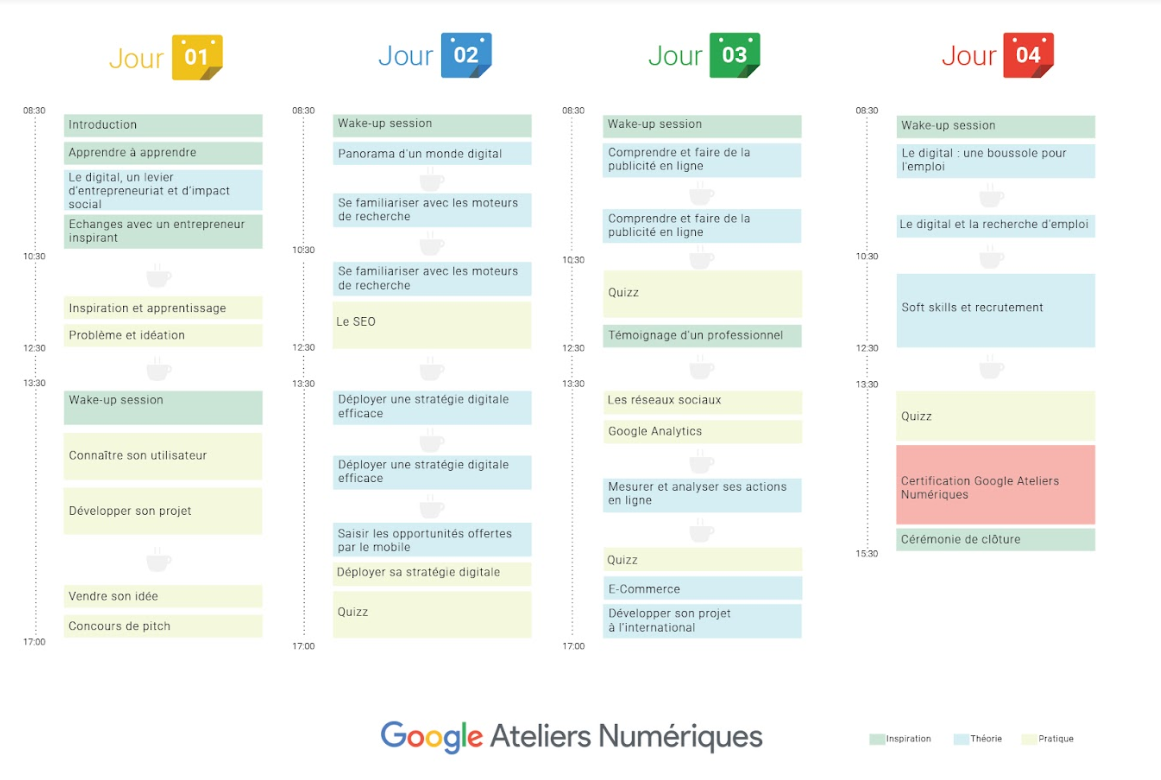 Jour 01
08:30
Introduction
Apprendre à apprendre
Le digital, un levier
d'entrepreneuriat et d'impact
social
Echanges avec un entrepreneur
inspirant
10:30
Inspiration et apprentissage
Problème et idéation
12:30
13:30
Wake-up session
Connaître son utilisateur
Développer son projet
Vendre son idée
Concours de pitch
17:00
Jour 02
08:30
Wake-up session
Panorama d'un monde digital
Se familiariser avec les moteurs
de recherche
10:30
Se familiariser avec les moteurs
de recherche
Le SEO
12:30
13:30
Déployer une stratégie digitale
efficace
Déployer une stratégie digitale
efficace
Saisir les opportunités offertes
par le mobile
Déployer sa stratégie digitale
Quizz
17:00
Jour 03
08:30
Wake-up session
Comprendre et faire de la
publicité en ligne
Comprendre et faire de la
publicité en ligne
10:30
Quizz
Témoignage d'un professionnel
12:30
13:30
Les réseaux sociaux
Google Analytics
Mesurer et analyser ses actions
en ligne
Quizz
E-Commerce
Développer son projet
à l'international
17:00
Jour 04
08:30
Wake-up session
Le digital : une boussole pour
l'emploi
Le digital et la recherche d'emploi
10:30
Soft skills et recrutement
12:30
13:30
Quizz
Certification Google Ateliers
Numériques
Cérémonie de clôture
15:30
Google Ateliers Numériques
Inspiration
Théorie
Pratique